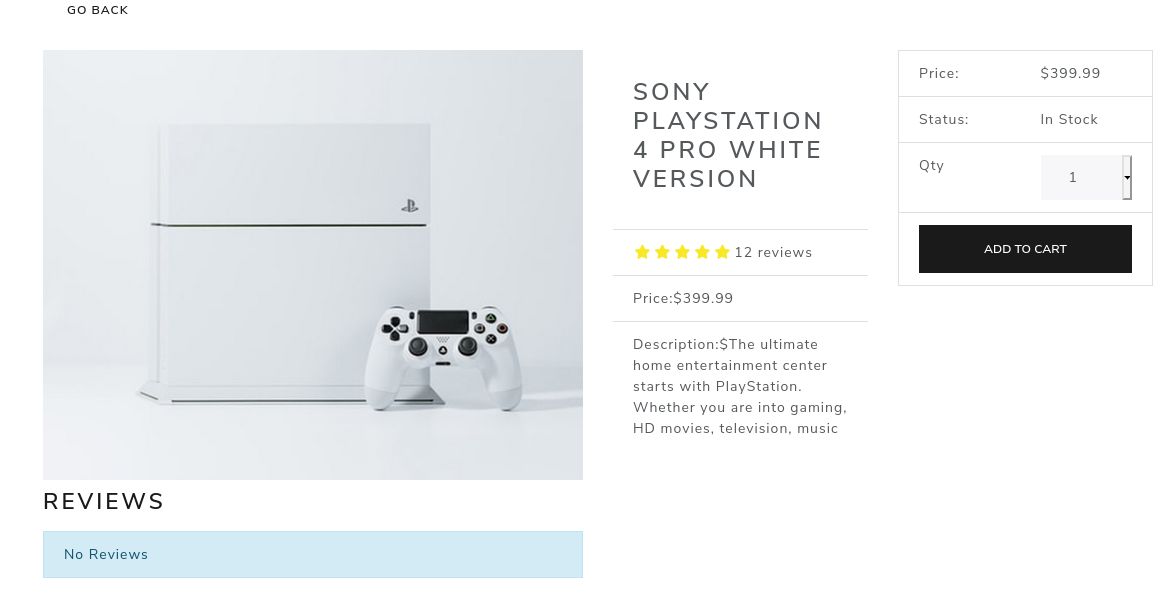 GO BACK
SONY
PLAYSTATION
4 PRO WHITE
VERSION
12 reviews
Price:$399.99
Description:$The ultimate
home entertainment center
starts with PlayStation.
Whether you are into gaming,
HD movies, television, music
Price: $399.99
Status: In Stock
Qty 1
ADD TO CART
REVIEWS
No Reviews